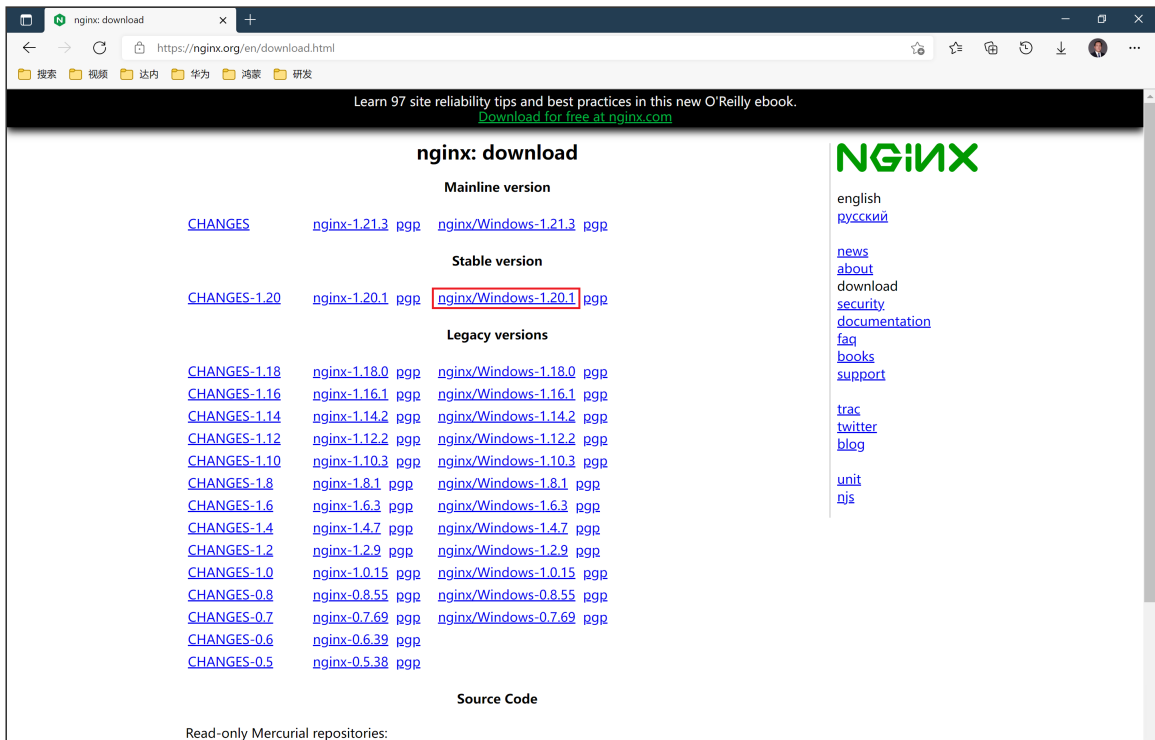 nginx: download
https://nginx.org/en/download.html
搜索 视频 达内 华为 鸿蒙 研发
Learn 97 site reliability tips and best practices in this new O'Reilly ebook.
Download for free at nginx.com
nginx: download
Mainline version
CHANGES nginx-1.21.3 pgp nginx/Windows-1.21.3 pgp
Stable version
CHANGES-1.20 nginx-1.20.1 pgp nginx/Windows-1.20.1 pgp
Legacy versions
CHANGES-1.18 nginx-1.18.0 pgp nginx/Windows-1.18.0 pgp
CHANGES-1.16 nginx-1.16.1 pgp nginx/Windows-1.16.1 pgp
CHANGES-1.14 nginx-1.14.2 pgp nginx/Windows-1.14.2 pgp
CHANGES-1.12 nginx-1.12.2 pgp nginx/Windows-1.12.2 pgp
CHANGES-1.10 nginx-1.10.3 pgp nginx/Windows-1.10.3 pgp
CHANGES-1.8 nginx-1.8.1 pgp nginx/Windows-1.8.1 pgp
CHANGES-1.6 nginx-1.6.3 pgp nginx/Windows-1.6.3 pgp
CHANGES-1.4 nginx-1.4.7 pgp nginx/Windows-1.4.7 pgp
CHANGES-1.2 nginx-1.2.9 pgp nginx/Windows-1.2.9 pgp
CHANGES-1.0 nginx-1.0.15 pgp nginx/Windows-1.0.15 pgp
CHANGES-0.8 nginx-0.8.55 pgp nginx/Windows-0.8.55 pgp
CHANGES-0.7 nginx-0.7.69 pgp nginx/Windows-0.7.69 pgp
CHANGES-0.6 nginx-0.6.39 pgp
CHANGES-0.5 nginx-0.5.38 pgp
Source Code
Read-only Mercurial repositories:
NGINX
english
русский
news
about
download
security
documentation
faq
books
support
trac
twitter
blog
unit
njs